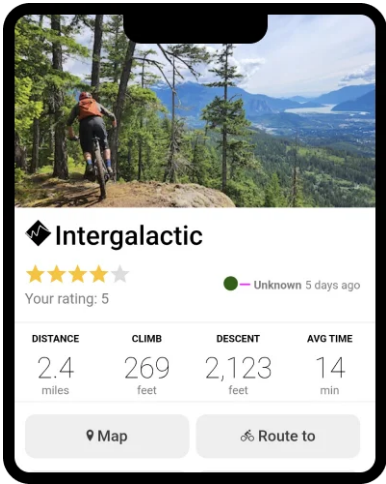 Intergalactic
Your rating: 5
Unknown 5 days ago
DISTANCE CLIMB DESCENT AVG TIME
2.4 269 2,123 14
miles feet feet min
Map Route to